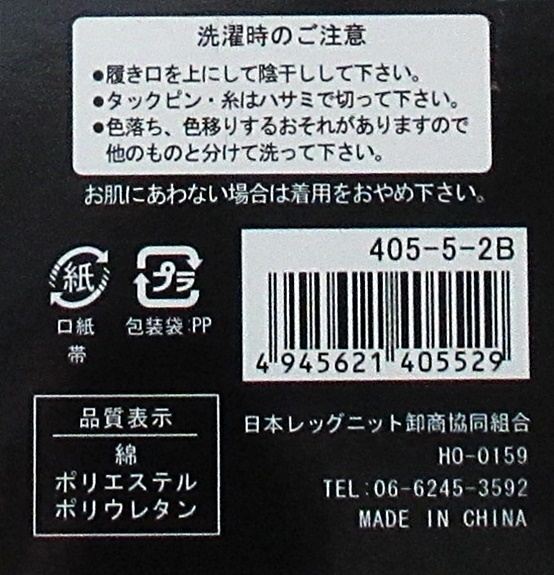 洗濯時のご注意
●履き口を上にして陰干しして下さい。
●タックピン・糸はハサミで切って下さい。
●色落ち、色移りするおそれがありますので
他のものと分けて洗って下さい。
お肌にあわない場合は着用をおやめ下さい。
紙
口紙
帯
プラ
包装袋:PP
405-5-2B
4 945621 405529
品質表示
綿
ポリエステル
ポリウレタン
日本レッグニット卸商協同組合
HO-0159
TEL:06-6245-3592
MADE IN CHINA